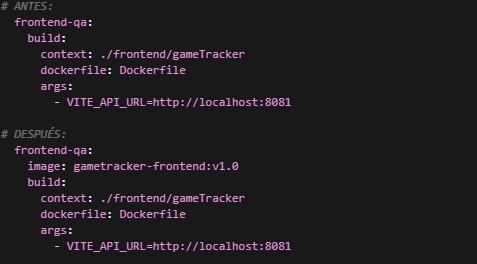 # ANTES:
  frontend-qa:
    build:
      context: ./frontend/gameTracker
      dockerfile: Dockerfile
      args:
        - VITE_API_URL=http://localhost:8081
# DESPUÉS:
  frontend-qa:
    image: gametracker-frontend:v1.0
    build:
      context: ./frontend/gameTracker
      dockerfile: Dockerfile
      args:
        - VITE_API_URL=http://localhost:8081